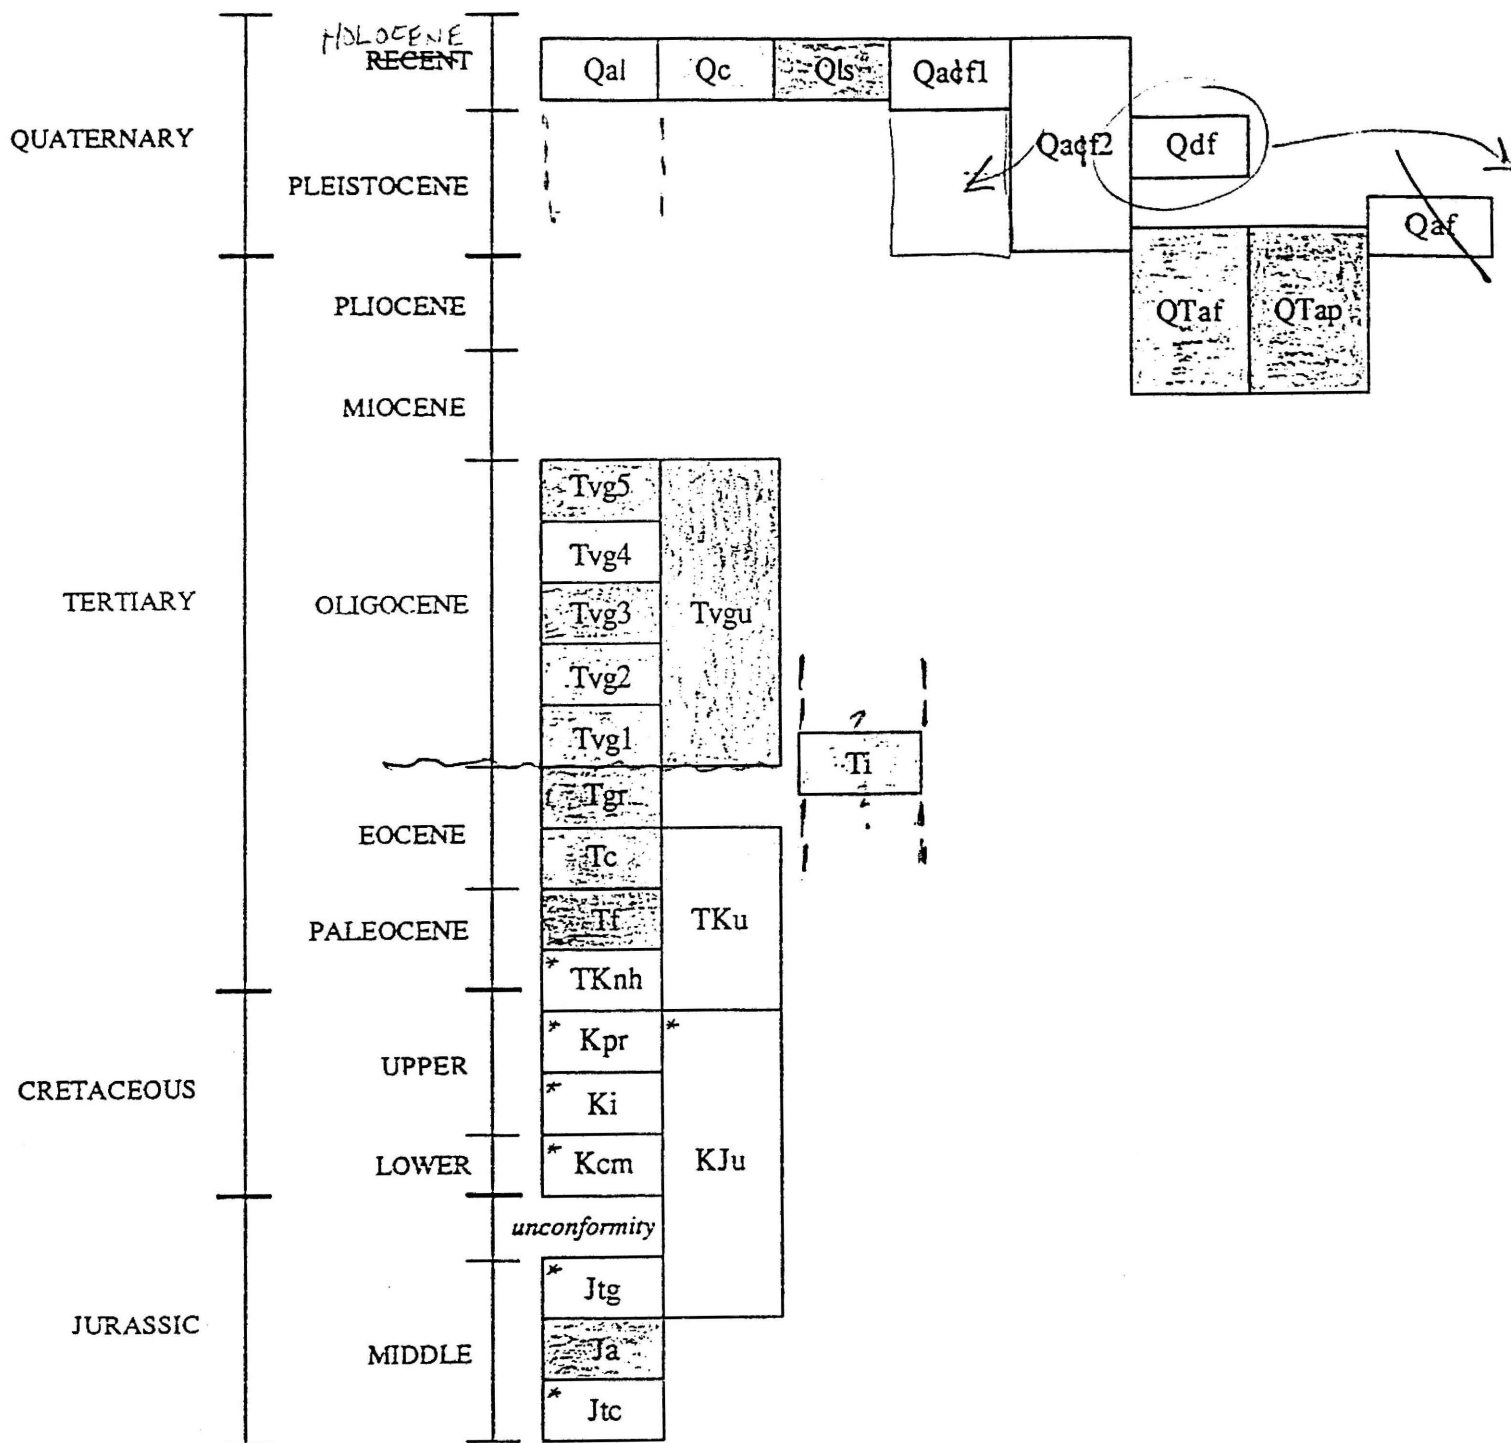 HOLOCENE
RECENT
Qal Qc Qls Qacf1
QUATERNARY
Qacf2 Qdf
PLEISTOCENE
Qaf
PLIOCENE
QTaf QTap
MIOCENE
Tvg5
Tvg4
TERTIARY OLIGOCENE Tvg3 Tvgu
Tvg2
Tvg1
?
Ti
?
Tgr
EOCENE
Tc
PALEOCENE
Tf
TKu
* TKnh
* Kpr *
UPPER
CRETACEOUS
* Ki
LOWER * Kcm KJu
unconformity
* Jtg
JURASSIC
MIDDLE Ja
* Jtc